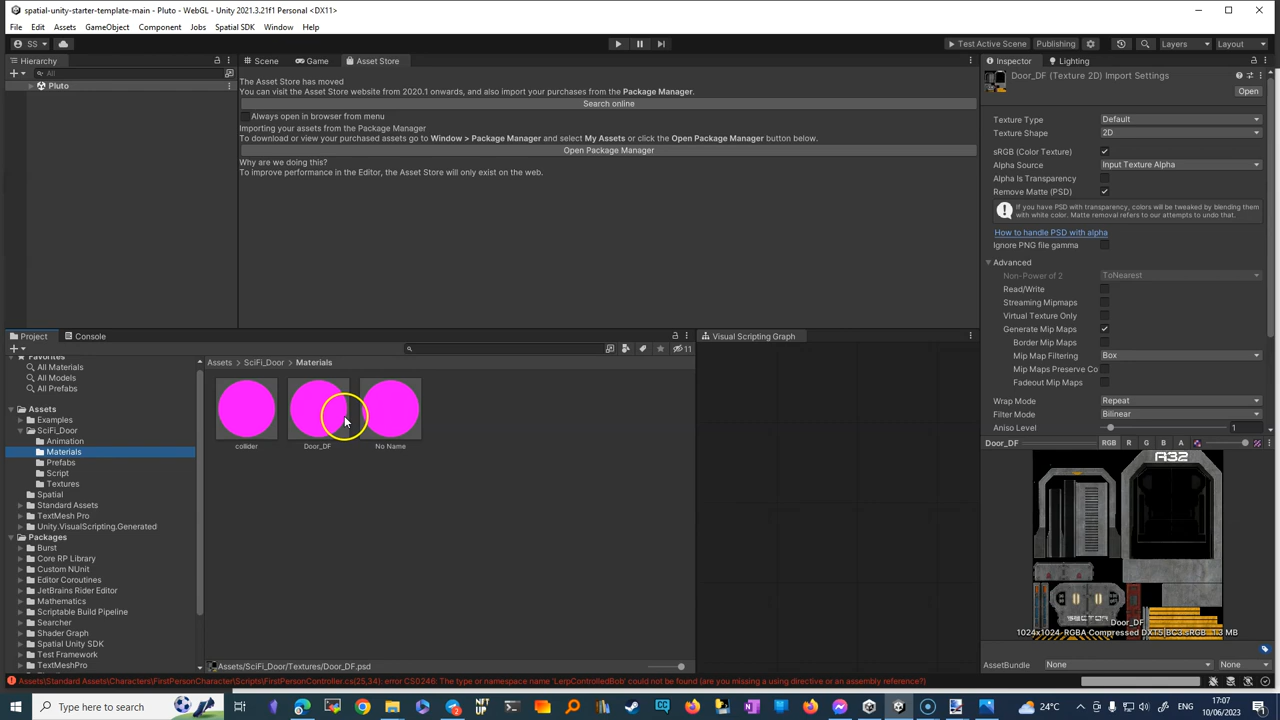 spatial-unity-starter-template-main - Pluto - WebGL - Unity 2021.3.21f1 Personal <DX11>
File Edit Assets GameObject Component Jobs Spatial SDK Window Help
SS Test Active Scene Publishing Layers Layout
Hierarchy
All
Pluto
Scene Game Asset Store
The Asset Store has moved
You can visit the Asset Store website from 2020.1 onwards, and also import your purchases from the Package Manager.
Search online
Always open in browser from menu
Importing your assets from the Package Manager
To download or view your purchased assets go to Window > Package Manager and select My Assets or click the Open Package Manager button below.
Open Package Manager
Why are we doing this?
To improve performance in the Editor, the Asset Store will only exist on the web.
Inspector Lighting
Door_DF (Texture 2D) Import Settings
Open
Texture Type Default
Texture Shape 2D
sRGB (Color Texture)
Alpha Source Input Texture Alpha
Alpha Is Transparency
Remove Matte (PSD)
If you have PSD with transparency, colors will be tweaked by blending them
with white color. Matte removal refers to our attempts to undo that.
How to handle PSD with alpha
Ignore PNG file gamma
Advanced
Non-Power of 2 ToNearest
Read/Write
Streaming Mipmaps
Virtual Texture Only
Generate Mip Maps
Border Mip Maps
Mip Map Filtering Box
Mip Maps Preserve Co
Fadeout Mip Maps
Wrap Mode Repeat
Filter Mode Bilinear
Aniso Level 1
Door_DF RGB R G B A
A32
SECTOR
Door_DF
1024x1024 RGBA Compressed DXT5|BC3 sRGB 1.3 MB
AssetBundle None None
Project Console
11
Favorites
All Materials
All Models
All Prefabs
Assets
Examples
SciFi_Door
Animation
Materials
Prefabs
Script
Textures
Spatial
Standard Assets
TextMesh Pro
Unity.VisualScripting.Generated
Packages
Burst
Core RP Library
Custom NUnit
Editor Coroutines
JetBrains Rider Editor
Mathematics
Scriptable Build Pipeline
Searcher
Shader Graph
Spatial Unity SDK
Test Framework
TextMeshPro
Assets > SciFi_Door > Materials
collider Door_DF No Name
Assets/SciFi_Door/Textures/Door_DF.psd
Visual Scripting Graph
Assets\Standard Assets\Characters\FirstPersonCharacter\Scripts\FirstPersonController.cs(25,34): error CS0246: The type or namespace name 'LerpControlledBob' could not be found (are you missing a using directive or an assembly reference?)
Type here to search
NFT
UP
CC
24°C
ENG
17:07
10/06/2023